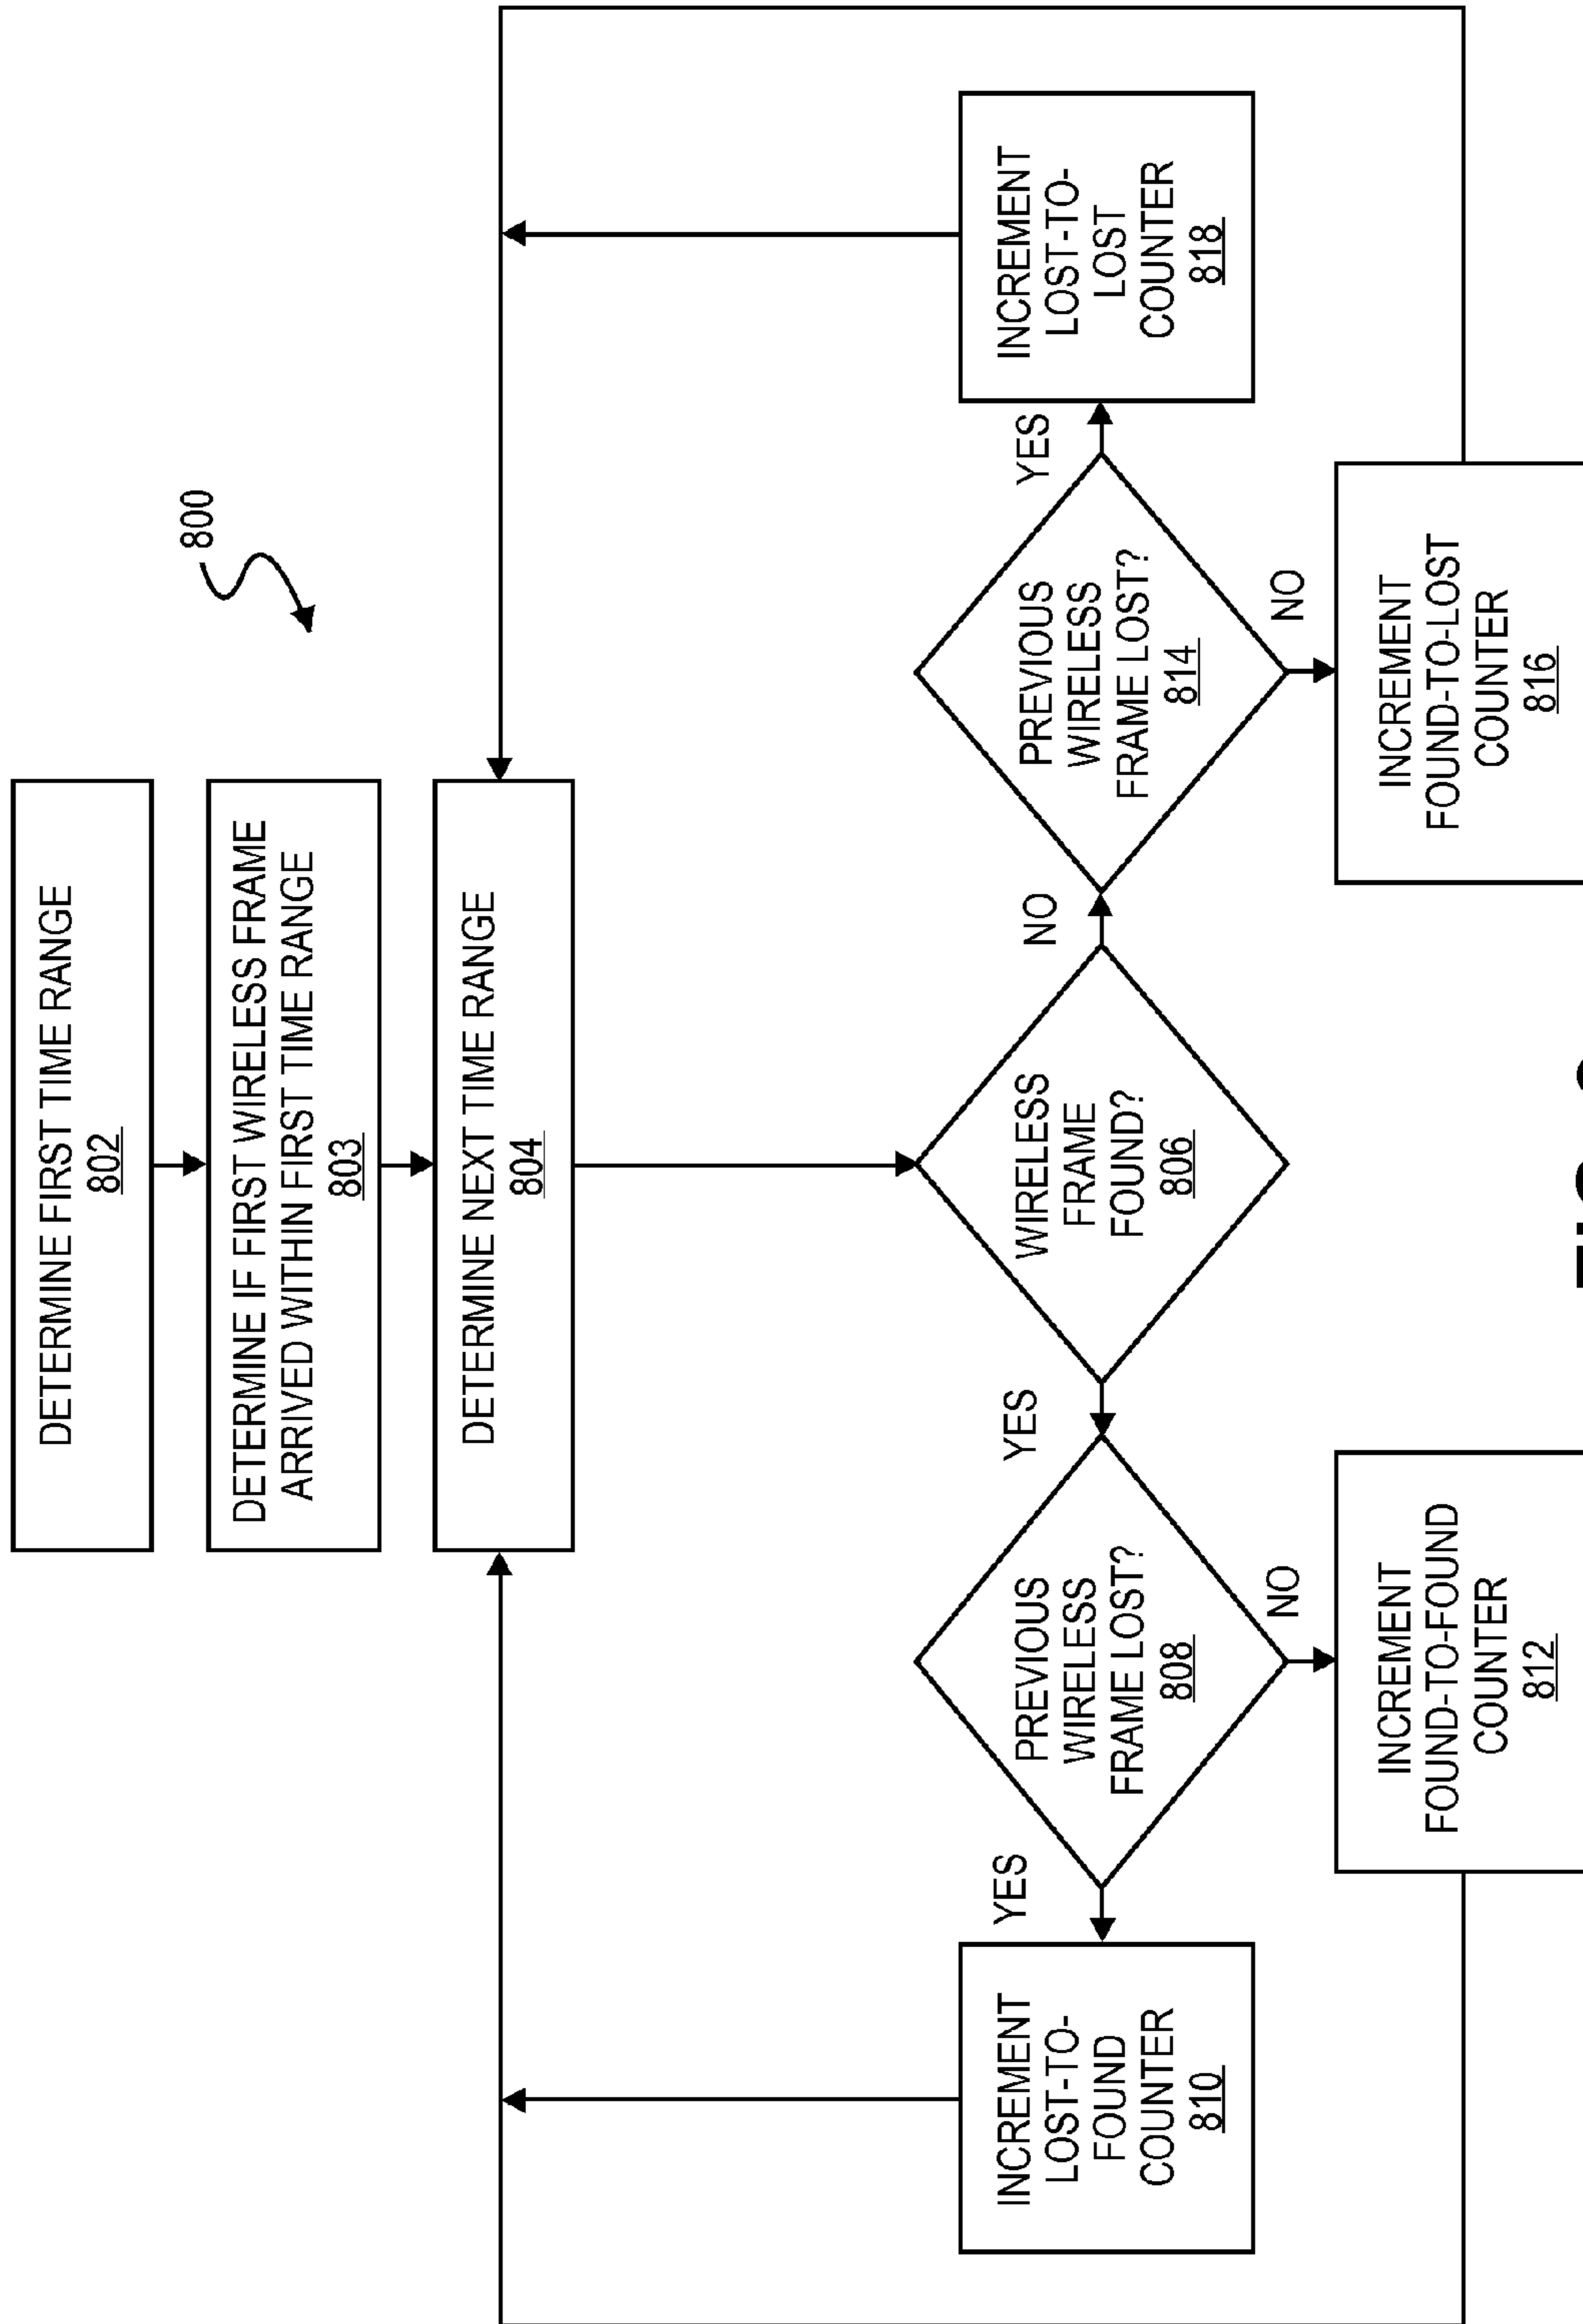 800
DETERMINE FIRST TIME RANGE
802
DETERMINE IF FIRST WIRELESS FRAME
ARRIVED WITHIN FIRST TIME RANGE
803
DETERMINE NEXT TIME RANGE
804
WIRELESS
FRAME
FOUND?
806
YES
NO
PREVIOUS
WIRELESS
FRAME LOST?
808
YES
NO
INCREMENT
LOST-TO-
FOUND
COUNTER
810
INCREMENT
FOUND-TO-FOUND
COUNTER
812
PREVIOUS
WIRELESS
FRAME LOST?
814
YES
NO
INCREMENT
FOUND-TO-LOST
COUNTER
816
INCREMENT
LOST-TO-
LOST
COUNTER
818